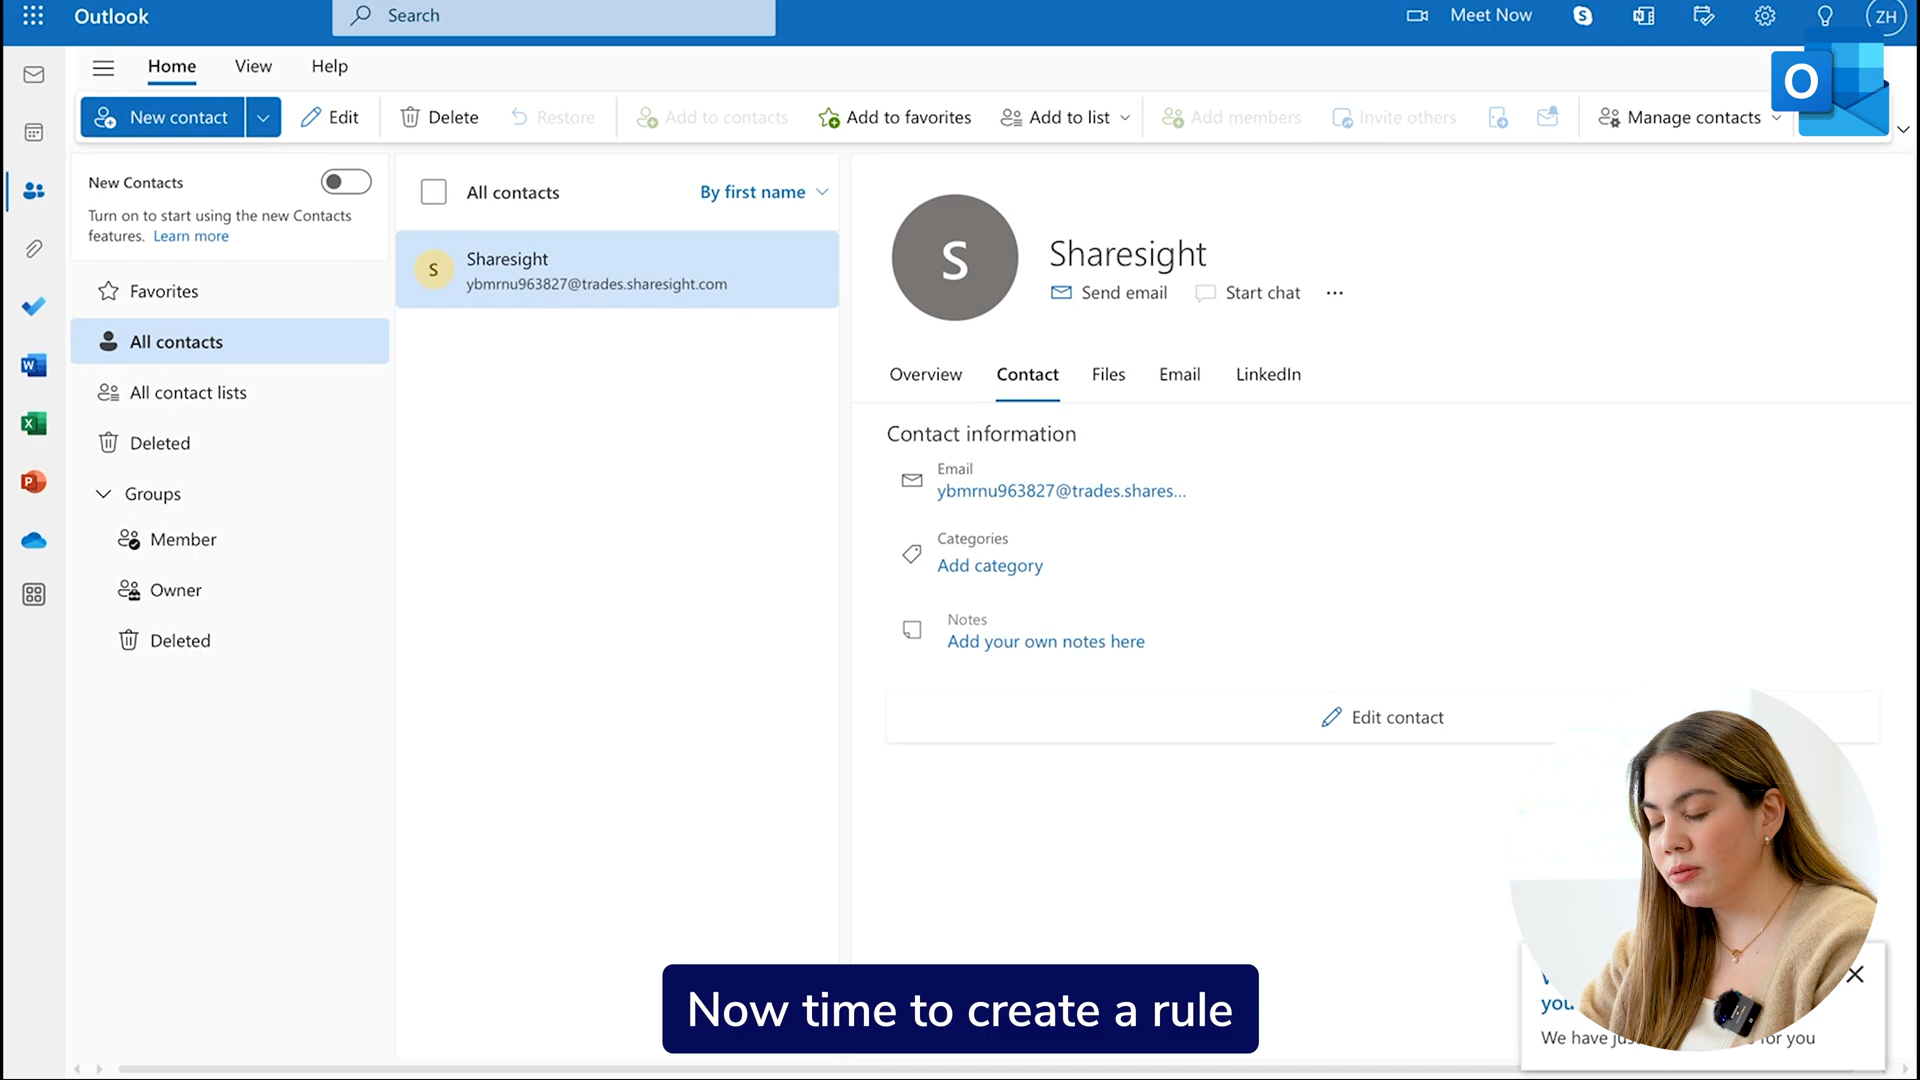 Outlook
Search
Meet Now
ZH
Home
View
Help
New contact
Edit
Delete
Restore
Add to contacts
Add to favorites
Add to list
Add members
Invite others
Manage contacts
O
New Contacts
Turn on to start using the new Contacts
features. Learn more
Favorites
All contacts
All contact lists
Deleted
Groups
Member
Owner
Deleted
All contacts
By first name
S
Sharesight
ybmrnu963827@trades.sharesight.com
S
Sharesight
Send email
Start chat
Overview
Contact
Files
Email
LinkedIn
Contact information
Email
ybmrnu963827@trades.shares...
Categories
Add category
Notes
Add your own notes here
Edit contact
you
We have
for you
Now time to create a rule